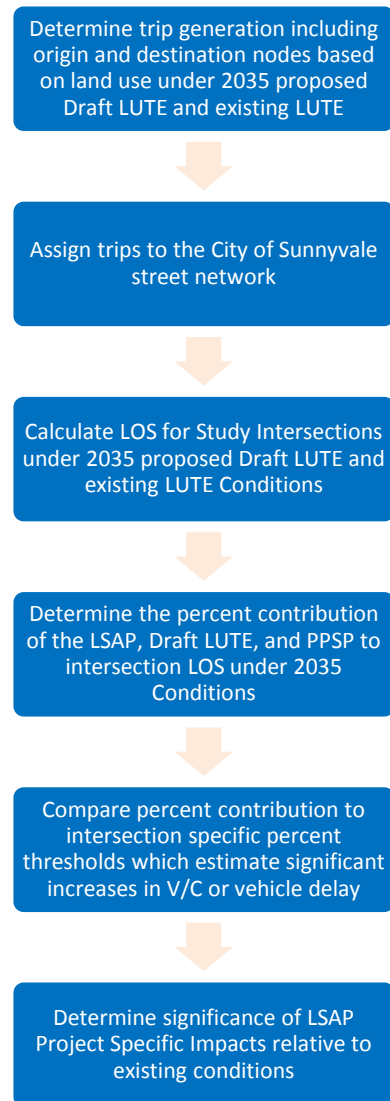 Determine trip generation including
origin and destination nodes based
on land use under 2035 proposed
Draft LUTE and existing LUTE
Assign trips to the City of Sunnyvale
street network
Calculate LOS for Study Intersections
under 2035 proposed Draft LUTE and
existing LUTE Conditions
Determine the percent contribution
of the LSAP, Draft LUTE, and PPSP to
intersection LOS under 2035
Conditions
Compare percent contribution to
intersection specific percent
thresholds which estimate significant
increases in V/C or vehicle delay
Determine significance of LSAP
Project Specific Impacts relative to
existing conditions